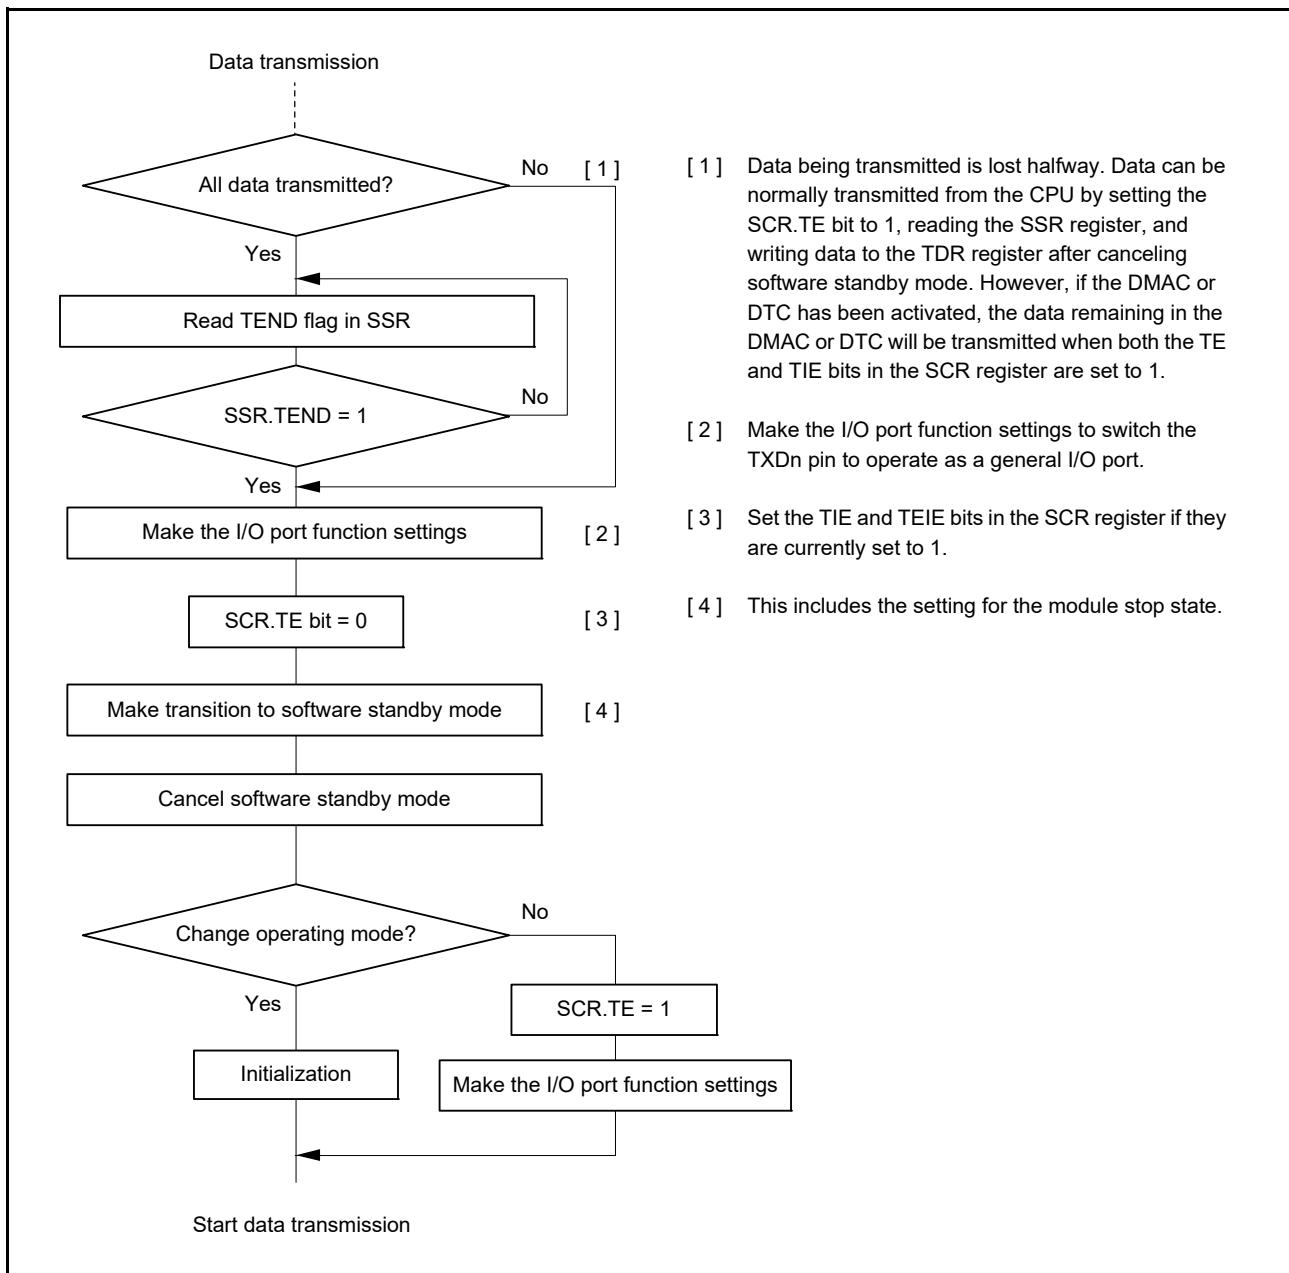 Data transmission
All data transmitted?
No
[ 1 ]
Yes
Read TEND flag in SSR
SSR.TEND = 1
No
Yes
Make the I/O port function settings
[ 2 ]
SCR.TE bit = 0
[ 3 ]
Make transition to software standby mode
[ 4 ]
Cancel software standby mode
Change operating mode?
No
Yes
SCR.TE = 1
Initialization
Make the I/O port function settings
Start data transmission
[ 1 ] Data being transmitted is lost halfway. Data can be
normally transmitted from the CPU by setting the
SCR.TE bit to 1, reading the SSR register, and
writing data to the TDR register after canceling
software standby mode. However, if the DMAC or
DTC has been activated, the data remaining in the
DMAC or DTC will be transmitted when both the TE
and TIE bits in the SCR register are set to 1.
[ 2 ] Make the I/O port function settings to switch the
TXDn pin to operate as a general I/O port.
[ 3 ] Set the TIE and TEIE bits in the SCR register if they
are currently set to 1.
[ 4 ] This includes the setting for the module stop state.